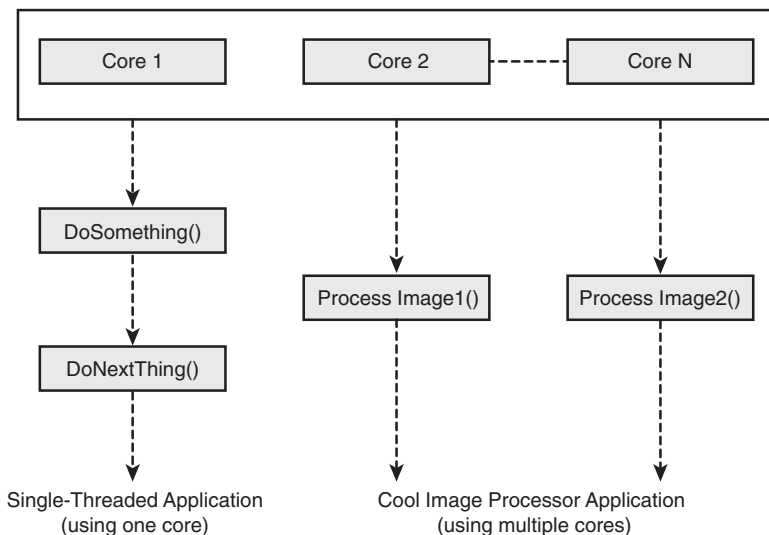 Core 1
Core 2
Core N
DoSomething()
Process Image1()
Process Image2()
DoNextThing()
Single-Threaded Application
(using one core)
Cool Image Processor Application
(using multiple cores)